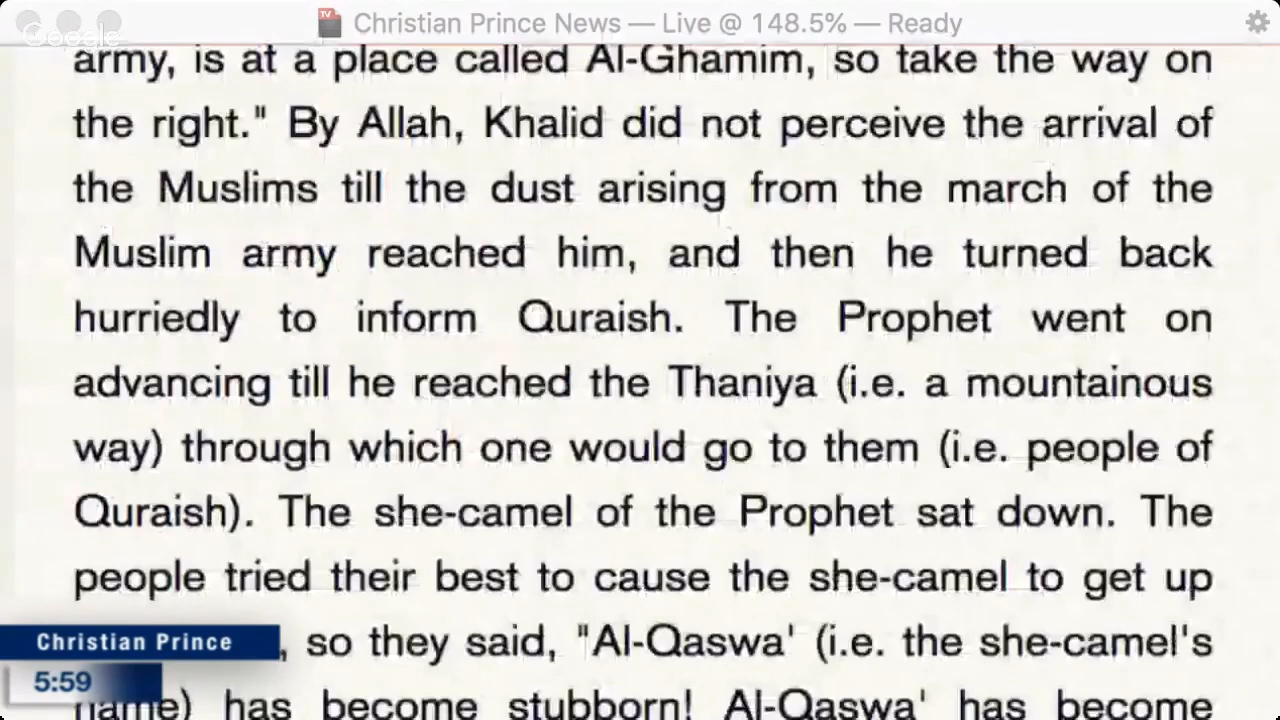 Christian Prince News — Live @ 148.5% — Ready
Google
army, is at a place called Al-Ghamim, so take the way on
the right." By Allah, Khalid did not perceive the arrival of
the Muslims till the dust arising from the march of the
Muslim army reached him, and then he turned back
hurriedly to inform Quraish. The Prophet went on
advancing till he reached the Thaniya (i.e. a mountainous
way) through which one would go to them (i.e. people of
Quraish). The she-camel of the Prophet sat down. The
people tried their best to cause the she-camel to get up
, so they said, "Al-Qaswa' (i.e. the she-camel's
name) has become stubborn! Al-Qaswa' has become
Christian Prince
5:59
TV